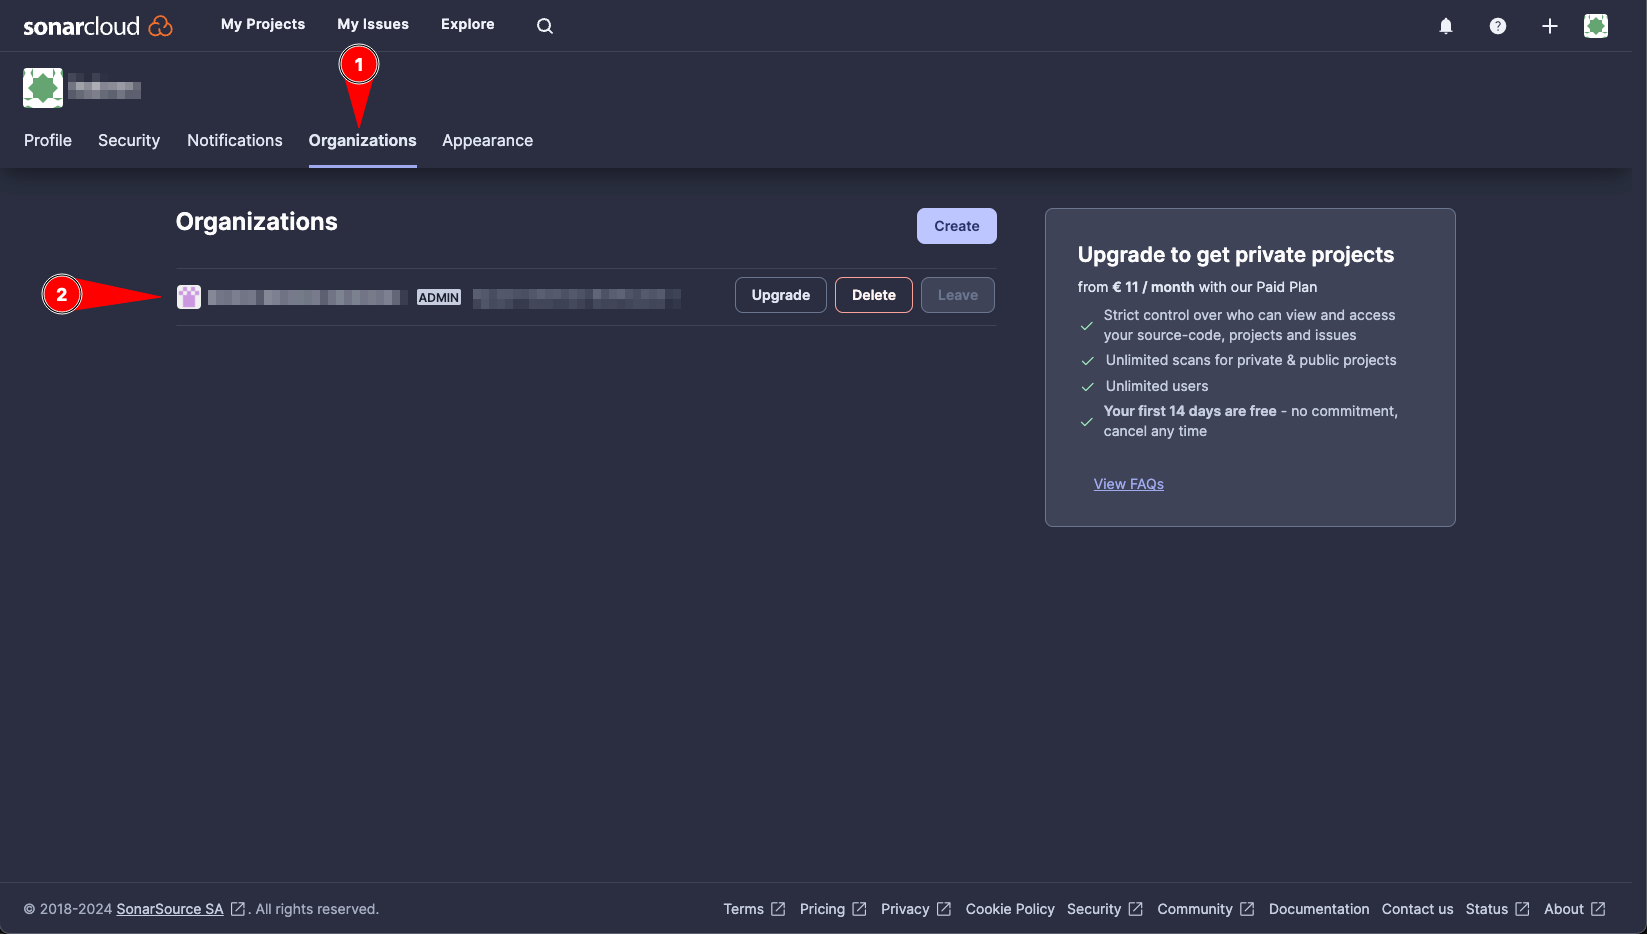 sonarcloud
My Projects My Issues Explore
1
Profile Security Notifications Organizations Appearance
Organizations
Create
2
ADMIN
Upgrade Delete Leave
Upgrade to get private projects
from € 11 / month with our Paid Plan
Strict control over who can view and access
your source-code, projects and issues
Unlimited scans for private & public projects
Unlimited users
Your first 14 days are free - no commitment,
cancel any time
View FAQs
© 2018-2024 SonarSource SA . All rights reserved.
Terms Pricing Privacy Cookie Policy Security Community Documentation Contact us Status About